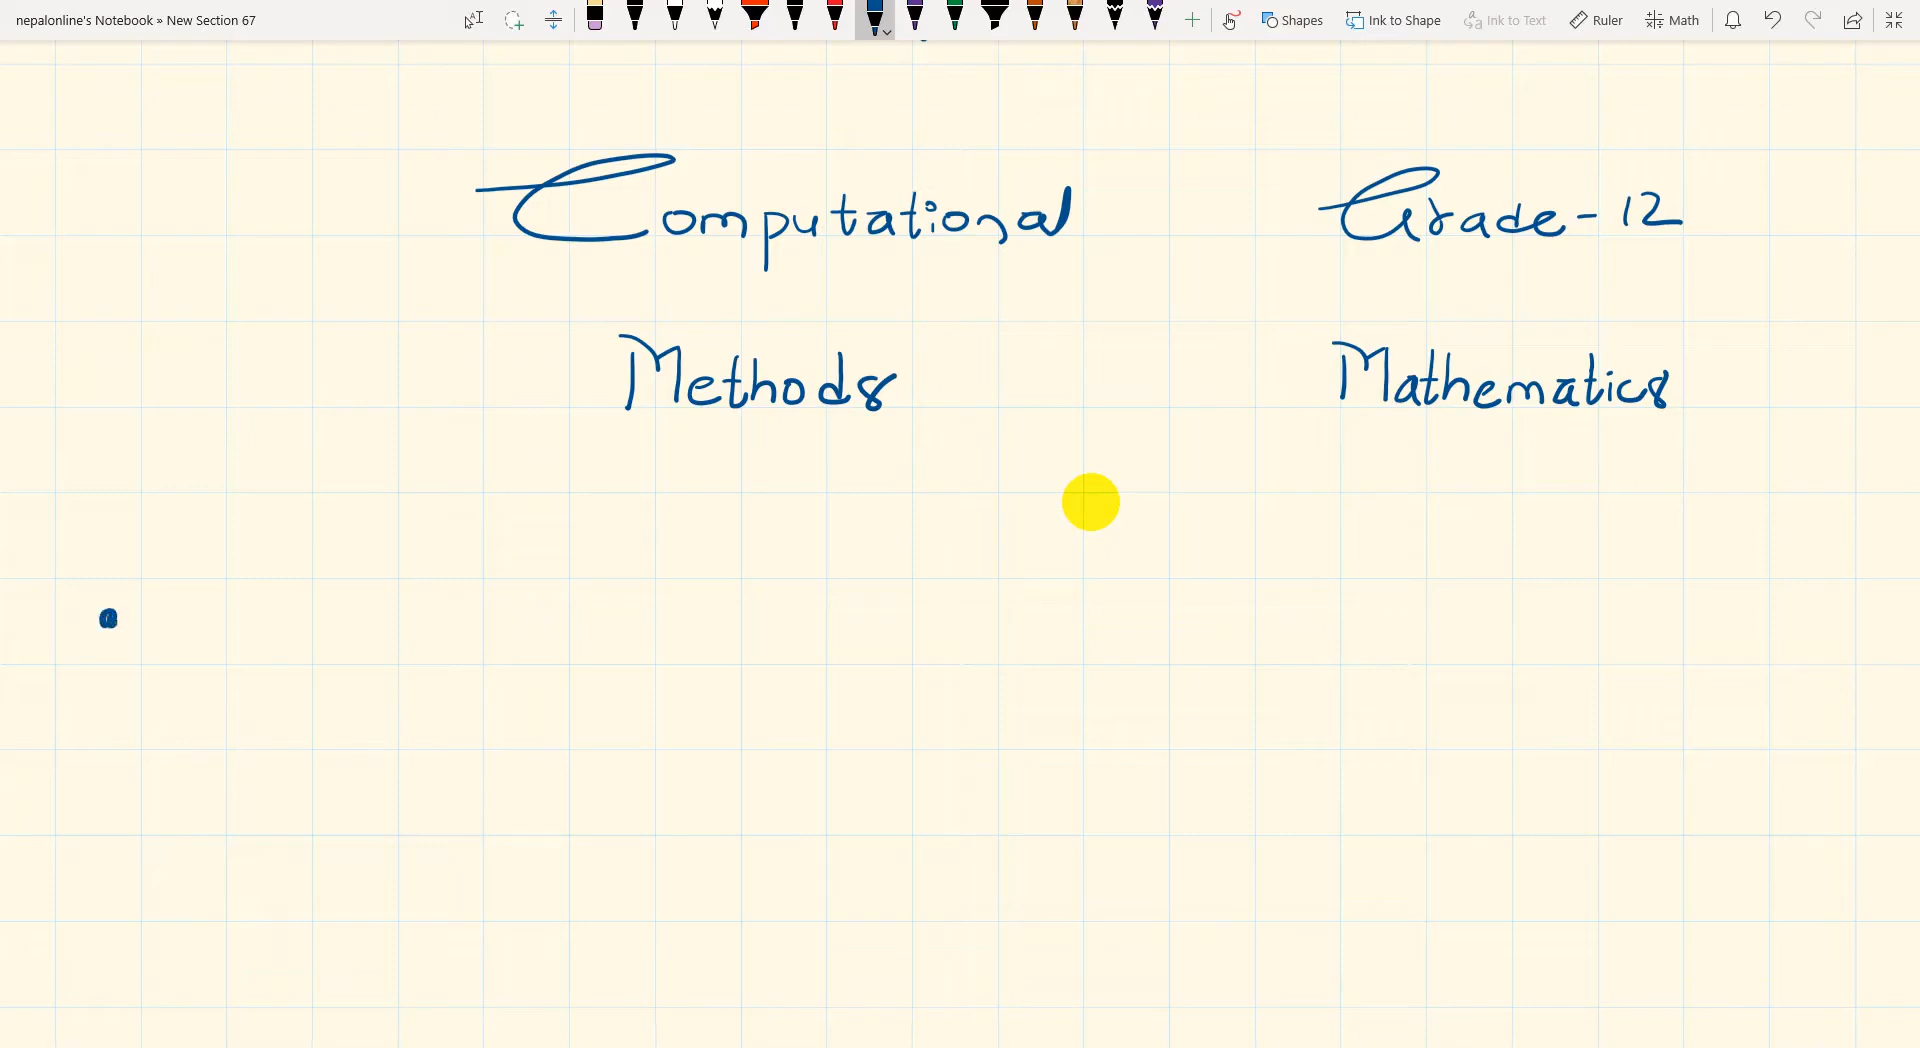 nepalonline's Notebook » New Section 67
Shapes
Ink to Shape
Ink to Text
Ruler
Math
Computational
Methods
Grade-12
Mathematics